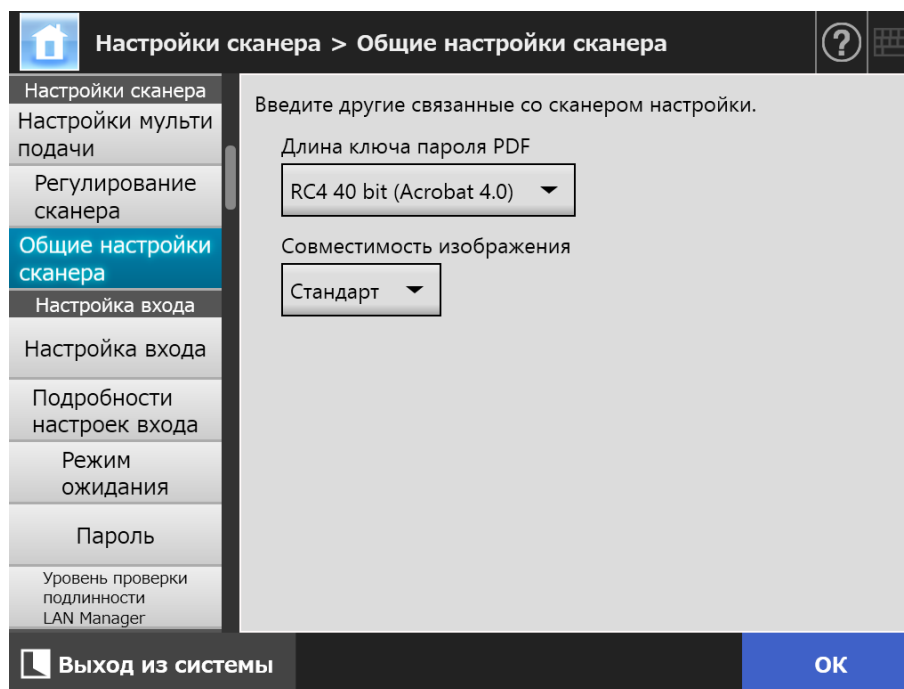 Настройки сканера > Общие настройки сканера
?
Настройки сканера
Настройки мульти
подачи
Регулирование
сканера
Общие настройки
сканера
Настройка входа
Настройка входа
Подробности
настроек входа
Режим
ожидания
Пароль
Уровень проверки
подлинности
LAN Manager
Введите другие связанные со сканером настройки.
Длина ключа пароля PDF
RC4 40 bit (Acrobat 4.0)
Совместимость изображения
Стандарт
Выход из системы
ОК